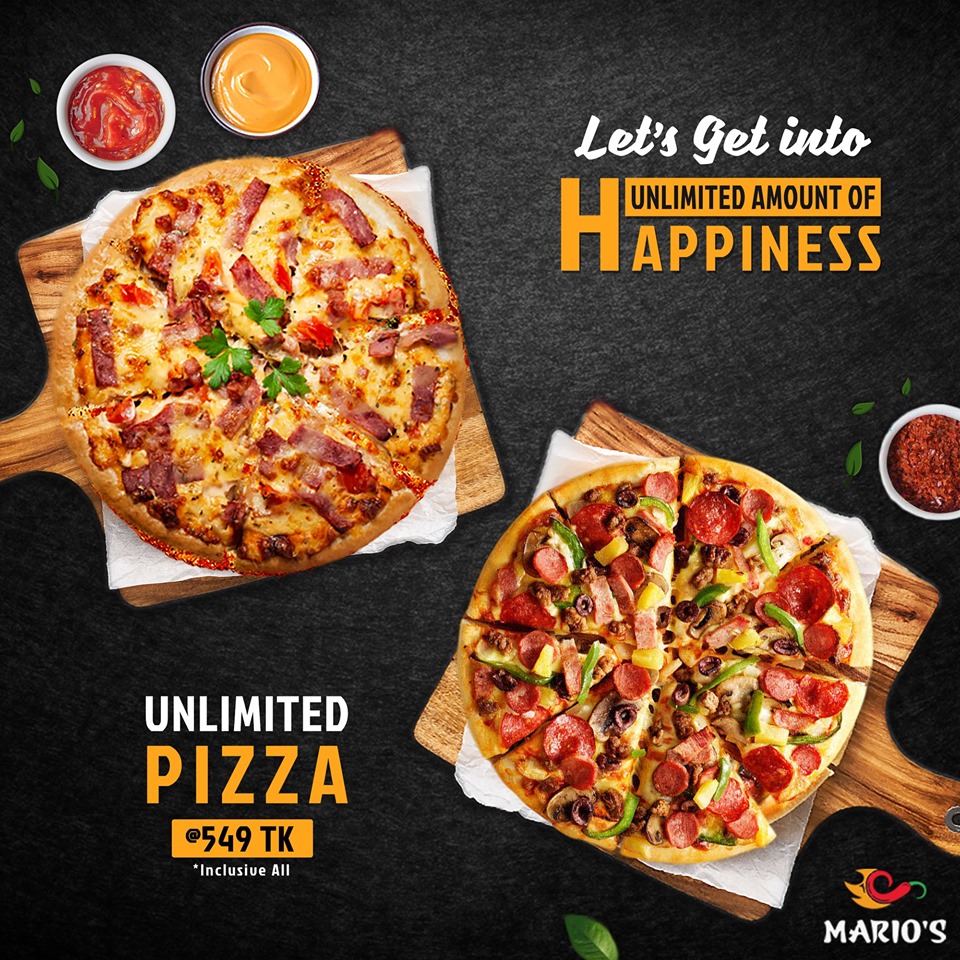 Let's Get into
UNLIMITED AMOUNT OF
HAPPINESS
UNLIMITED
PIZZA
@549 TK
*Inclusive All
MARIO'S